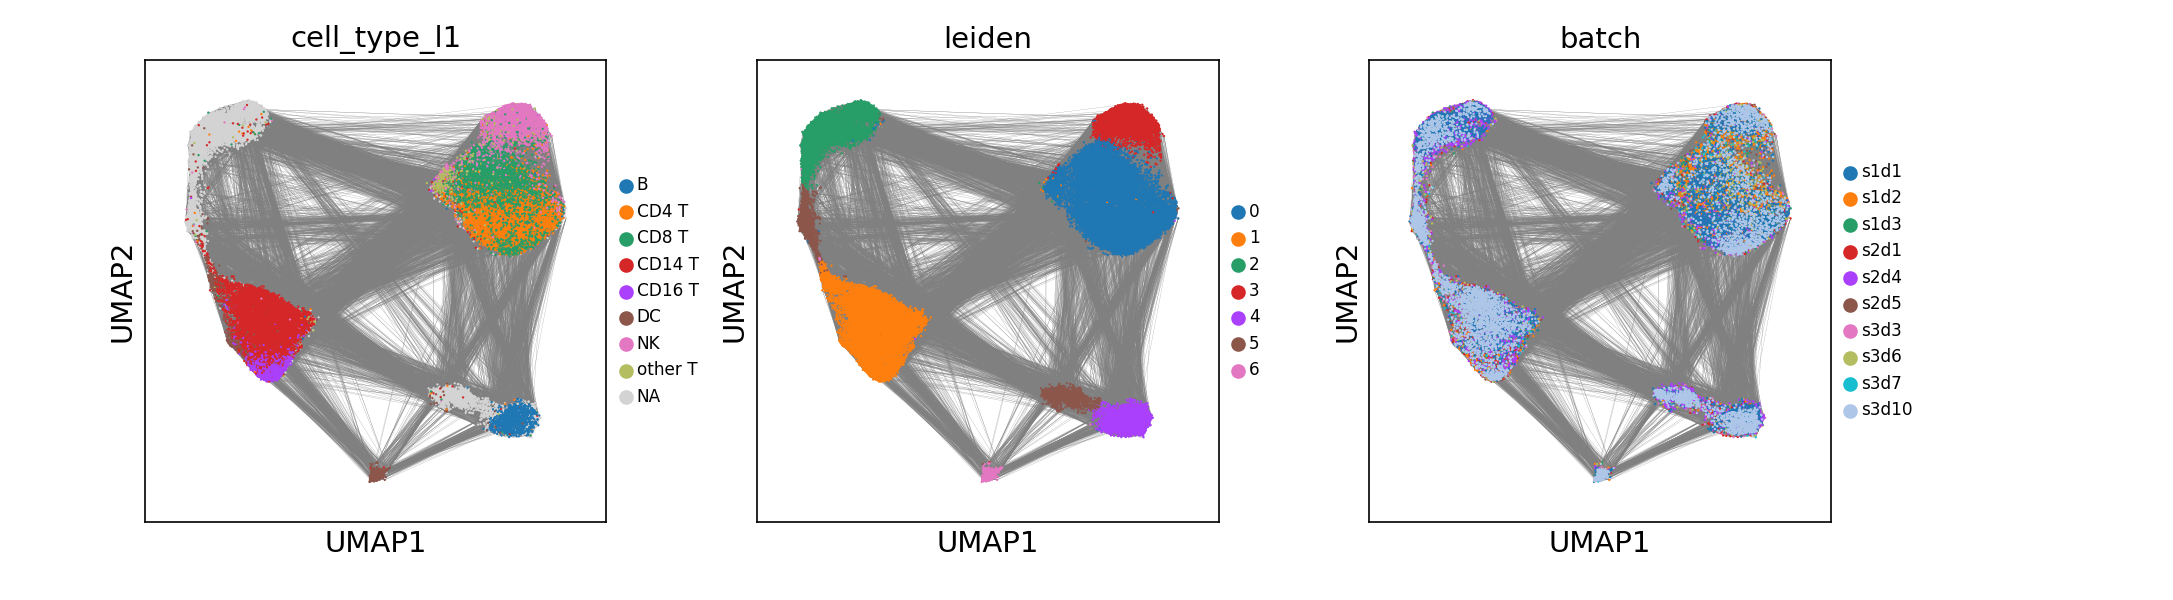 cell_type_l1
UMAP2
UMAP1
B
CD4 T
CD8 T
CD14 T
CD16 T
DC
NK
other T
NA
leiden
UMAP2
UMAP1
0
1
2
3
4
5
6
batch
UMAP2
UMAP1
s1d1
s1d2
s1d3
s2d1
s2d4
s2d5
s3d3
s3d6
s3d7
s3d10